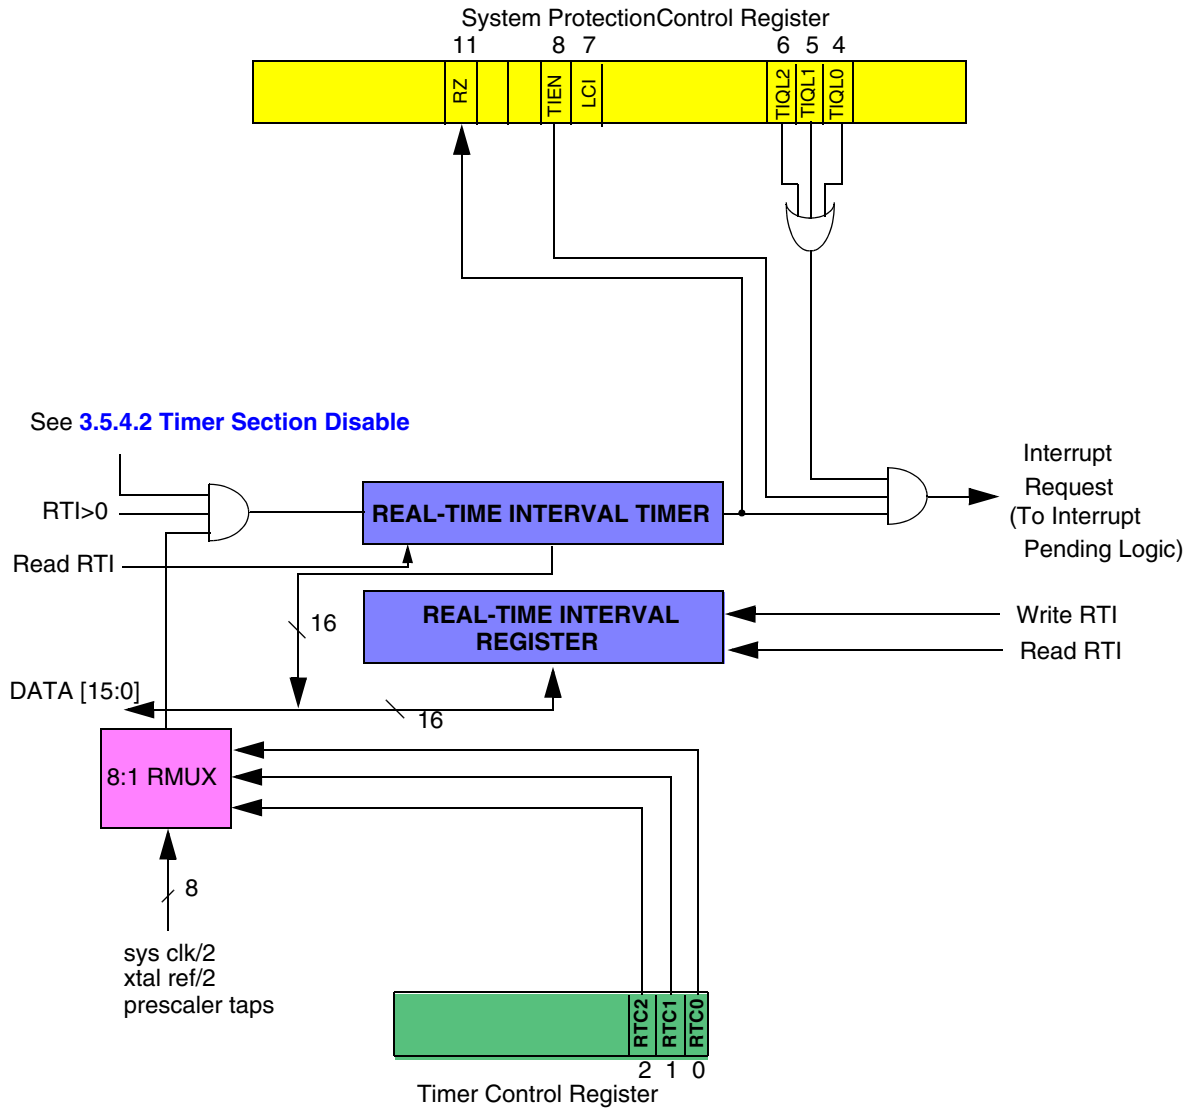 System ProtectionControl Register
11 8 7 6 5 4
RZ TIEN LCI TIQL2 TIQL1 TIQL0
See 3.5.4.2 Timer Section Disable
RTI>0
Read RTI
REAL-TIME INTERVAL TIMER
Interrupt
Request
(To Interrupt
Pending Logic)
16
REAL-TIME INTERVAL
REGISTER
Write RTI
Read RTI
DATA [15:0]
16
8:1 RMUX
8
sys clk/2
xtal ref/2
prescaler taps
RTC2 RTC1 RTC0
2 1 0
Timer Control Register